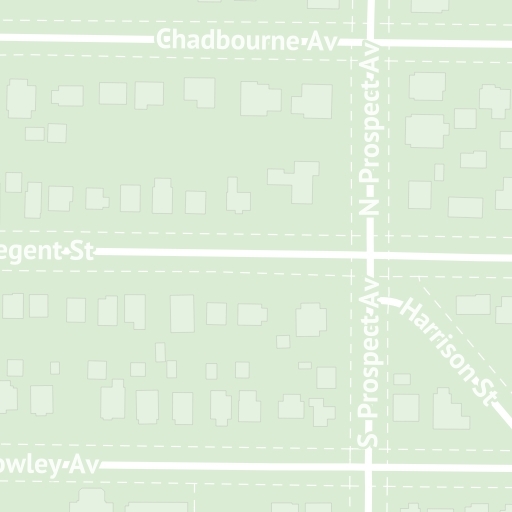 Chadbourne Av
N Prospect Av
egent St
S Prospect Av
Harrison St
owley Av